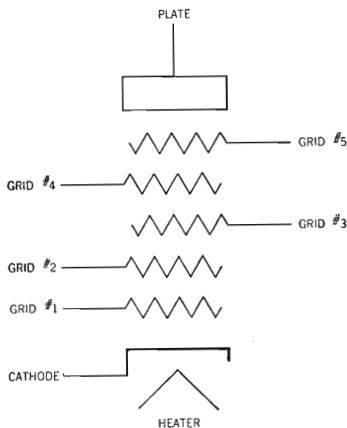 PLATE
GRID #5
GRID #4
GRID #3
GRID #2
GRID #1
CATHODE
HEATER